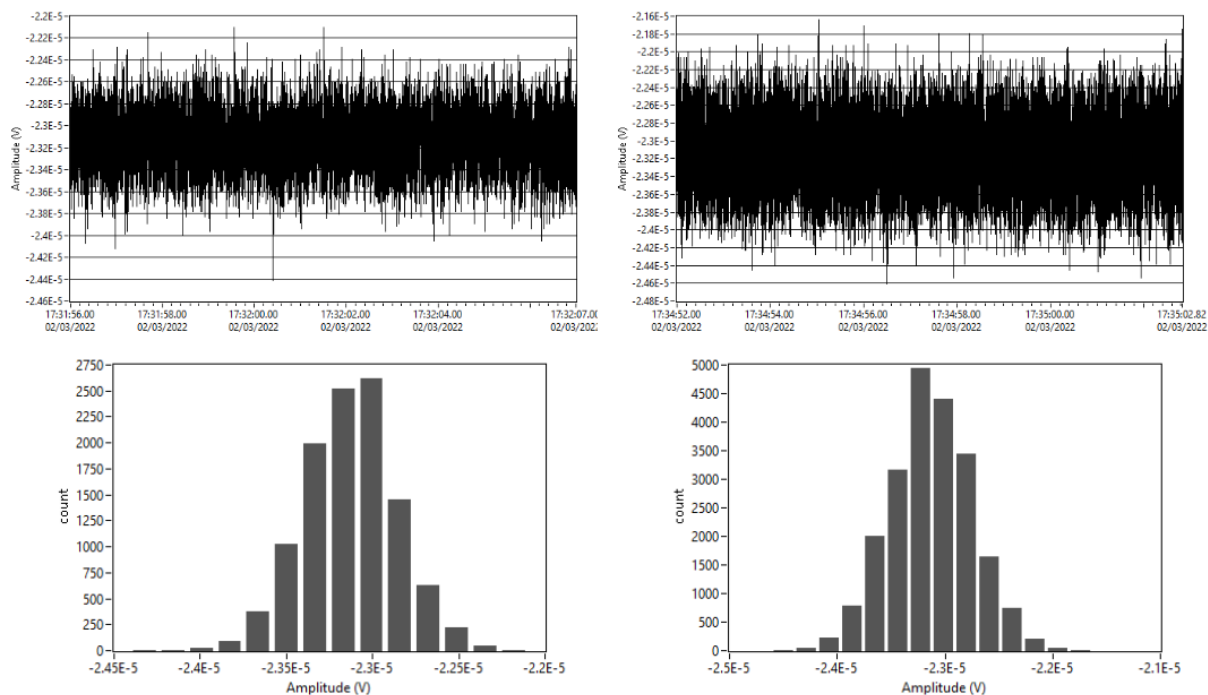 -2.2E-5
-2.22E-5
-2.24E-5
-2.26E-5
-2.28E-5
-2.3E-5
-2.32E-5
-2.34E-5
-2.36E-5
-2.38E-5
-2.4E-5
-2.42E-5
-2.44E-5
-2.46E-5
Amplitude (V)
17:31:56.00 17:31:58.00 17:32:00.00 17:32:02.00 17:32:04.00 17:32:07.00
02/03/2022 02/03/2022 02/03/2022 02/03/2022 02/03/2022 02/03/2022
-2.16E-5
-2.18E-5
-2.2E-5
-2.22E-5
-2.24E-5
-2.26E-5
-2.28E-5
-2.3E-5
-2.32E-5
-2.34E-5
-2.36E-5
-2.38E-5
-2.4E-5
-2.42E-5
-2.44E-5
-2.46E-5
-2.48E-5
Amplitude (V)
17:34:52.00 17:34:54.00 17:34:56.00 17:34:58.00 17:35:00.00 17:35:02.82
02/03/2022 02/03/2022 02/03/2022 02/03/2022 02/03/2022 02/03/2022
2750
2500
2250
2000
1750
1500
1250
1000
750
500
250
0
count
-2.45E-5 -2.4E-5 -2.35E-5 -2.3E-5 -2.25E-5 -2.2E-5
Amplitude (V)
5000
4500
4000
3500
3000
2500
2000
1500
1000
500
0
count
-2.5E-5 -2.4E-5 -2.3E-5 -2.2E-5 -2.1E-5
Amplitude (V)